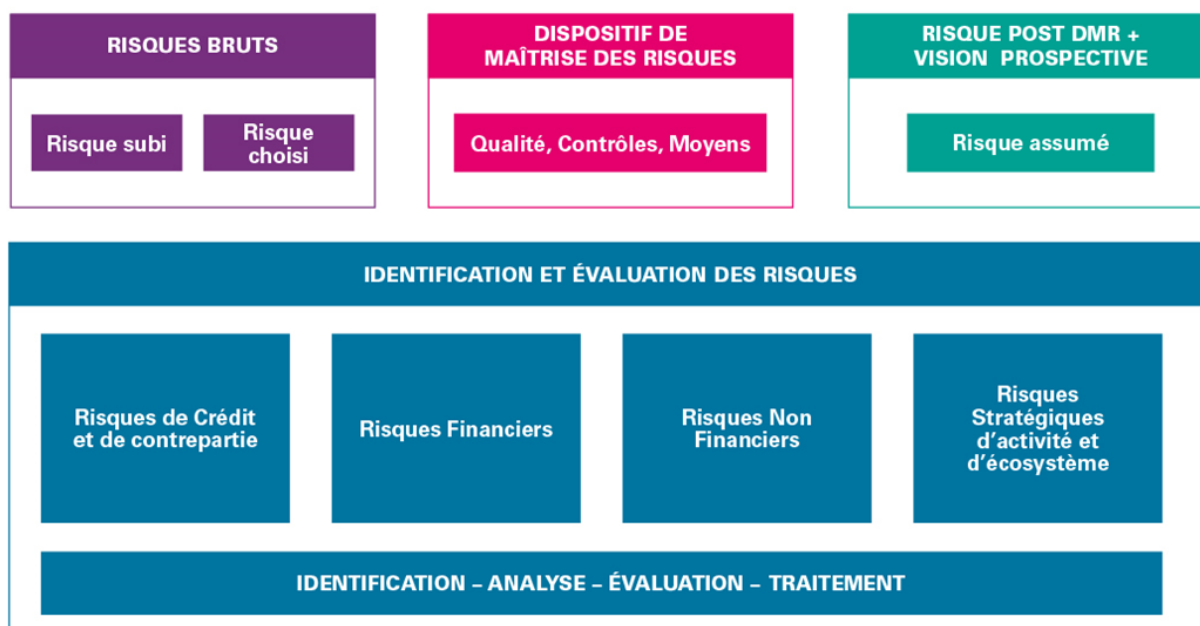 RISQUES BRUTS
Risque subi
Risque
choisi
DISPOSITIF DE
MAÎTRISE DES RISQUES
Qualité, Contrôles, Moyens
RISQUE POST DMR +
VISION PROSPECTIVE
Risque assumé
IDENTIFICATION ET ÉVALUATION DES RISQUES
Risques de Crédit
et de contrepartie
Risques Financiers
Risques Non
Financiers
Risques
Stratégiques
d’activité et
d’écosystème
IDENTIFICATION – ANALYSE – ÉVALUATION – TRAITEMENT